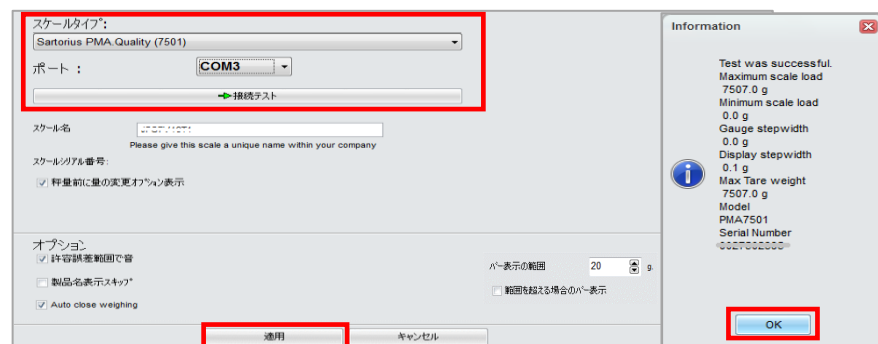 スケールタイプ:
Sartorius PMA.Quality (7501)
ポート :
COM3
接続テスト
スケール名
Please give this scale a unique name within your company
スケールシリアル番号:
秤量前に量の変更オプション表示
オプション
許容誤差範囲で音
製品名表示スキップ
Auto close weighing
バー表示の範囲
20
g.
範囲を超える場合のバー表示
適用
キャンセル
Information
Test was successful.
Maximum scale load
7507.0 g
Minimum scale load
0.0 g
Gauge stepwidth
0.0 g
Display stepwidth
0.1 g
Max Tare weight
7507.0 g
Model
PMA7501
Serial Number
OK